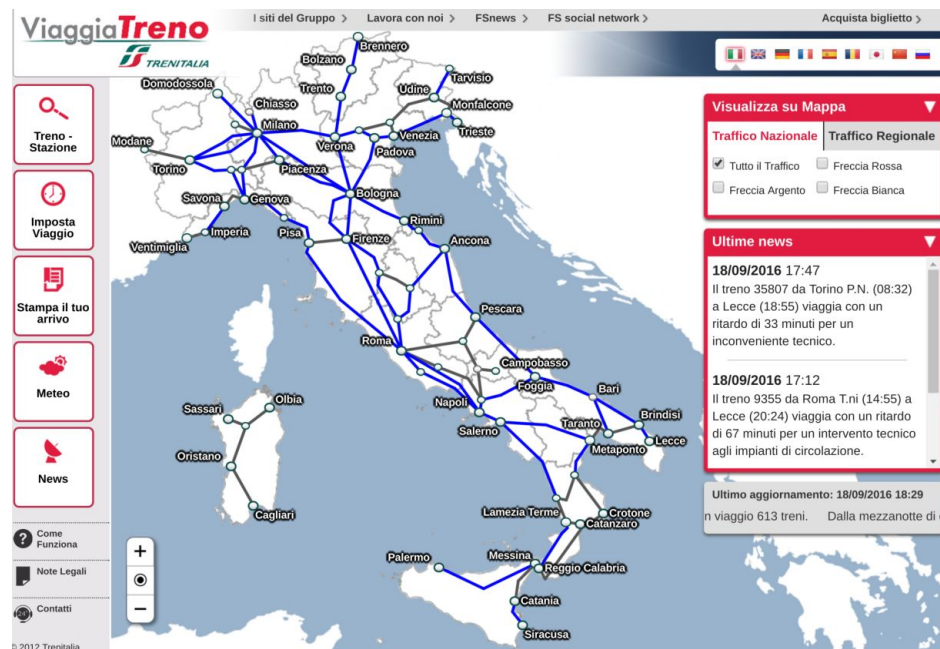 I siti del Gruppo >
Lavora con noi >
FSnews >
FS social network >
Acquista biglietto >
ViaggiaTreno
TRENITALIA
Treno -
Stazione
Imposta
Viaggio
Stampa il tuo
arrivo
Meteo
News
? Come
Funziona
Note Legali
Contatti
© 2012 Trenitalia
Brennero
Bolzano
Trento
Tarvisio
Domodossola
Udine
Chiasso
Monfalcone
Milano
Modane
Verona
Venezia
Trieste
Padova
Torino
Piacenza
Savona
Genova
Bologna
Imperia
Pisa
Firenze
Rimini
Ventimiglia
Ancona
Pescara
Roma
Campobasso
Foggia
Bari
Olbia
Sassari
Napoli
Brindisi
Salerno
Taranto
Metaponto
Lecce
Oristano
Cagliari
Lamezia Terme
Crotone
Catanzaro
Palermo
Messina
Reggio Calabria
Catania
Siracusa
+
−
Visualizza su Mappa
Traffico Nazionale
Traffico Regionale
Tutto il Traffico
Freccia Rossa
Freccia Argento
Freccia Bianca
Ultime news
18/09/2016 17:47
Il treno 35807 da Torino P.N. (08:32)
a Lecce (18:55) viaggia con un
ritardo di 33 minuti per un
inconveniente tecnico.
18/09/2016 17:12
Il treno 9355 da Roma T.ni (14:55) a
Lecce (20:24) viaggia con un ritardo
di 67 minuti per un intervento tecnico
agli impianti di circolazione.
Ultimo aggiornamento: 18/09/2016 18:29
n viaggio 613 treni. Dalla mezzanotte di